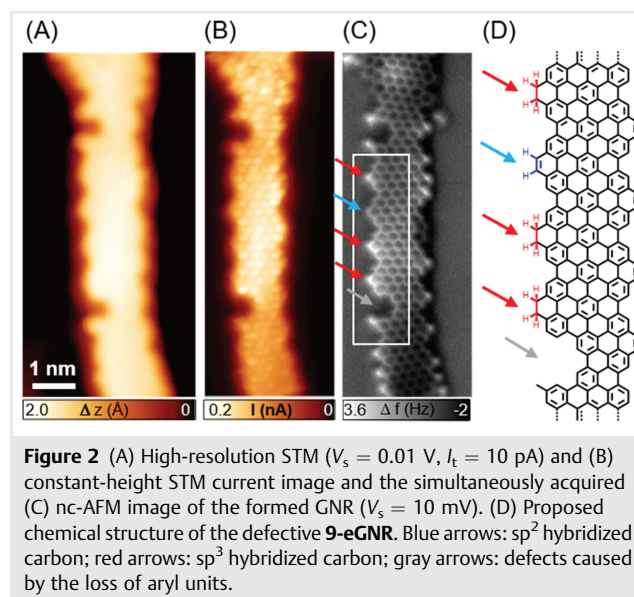 (A) (B) (C) (D)
H H
H H
H
H
H H
H H
H H
H H
1 nm
2.0 Δ z (Å) 0 0.2 I (nA) 0 3.6 Δ f (Hz) -2
Figure 2 (A) High-resolution STM (Vs = 0.01 V, It = 10 pA) and (B)
constant-height STM current image and the simultaneously acquired
(C) nc-AFM image of the formed GNR (Vs = 10 mV). (D) Proposed
chemical structure of the defective 9-eGNR. Blue arrows: sp² hybridized
carbon; red arrows: sp³ hybridized carbon; gray arrows: defects caused
by the loss of aryl units.